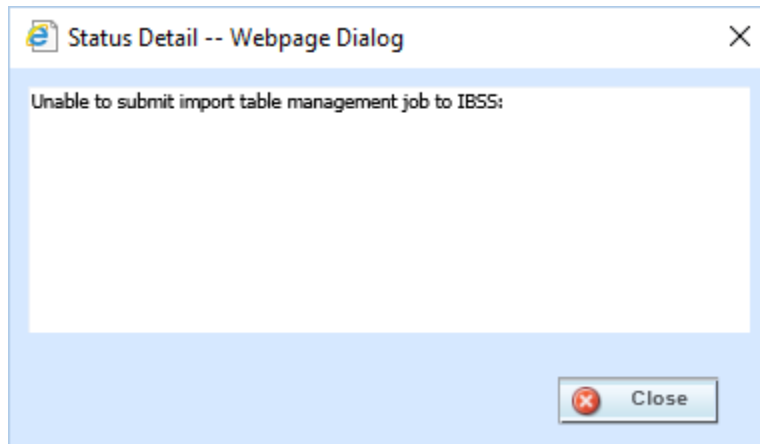 Status Detail -- Webpage Dialog
Unable to submit import table management job to IBSS:
Close